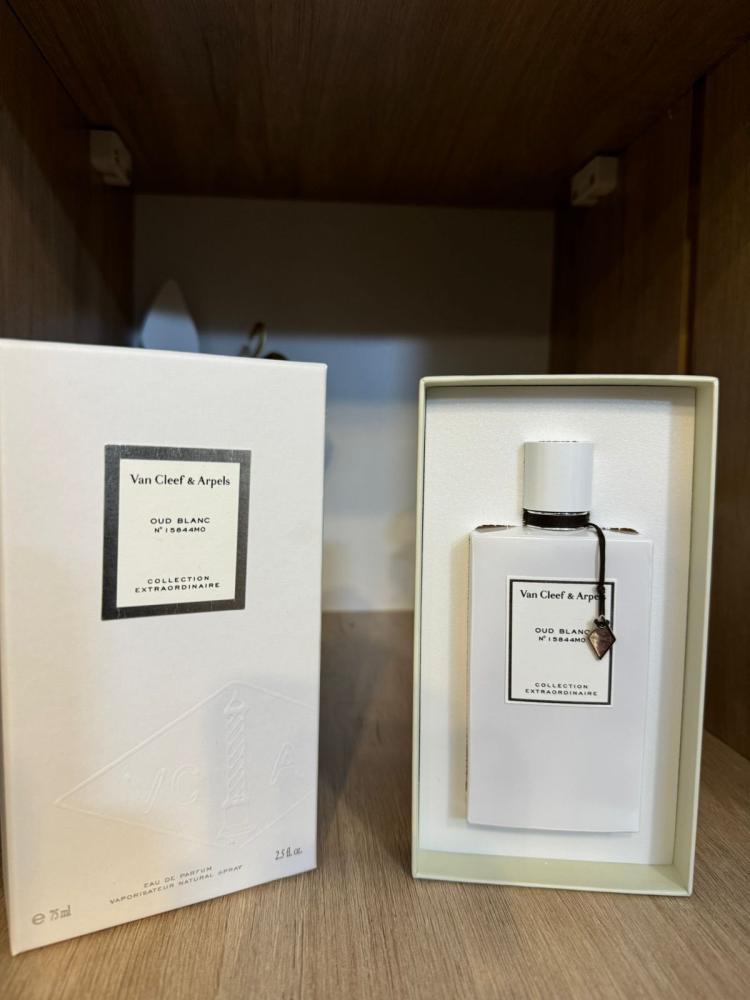 Van Cleef & Arpels
OUD BLANC
N° 15844MO
COLLECTION
EXTRAORDINAIRE
VC A
EAU DE PARFUM
VAPORISATEUR NATURAL SPRAY
℮ 75 ml
2.5 fl. oz.
Van Cleef & Arpels
OUD BLANC
N° 15844MO
COLLECTION
EXTRAORDINAIRE